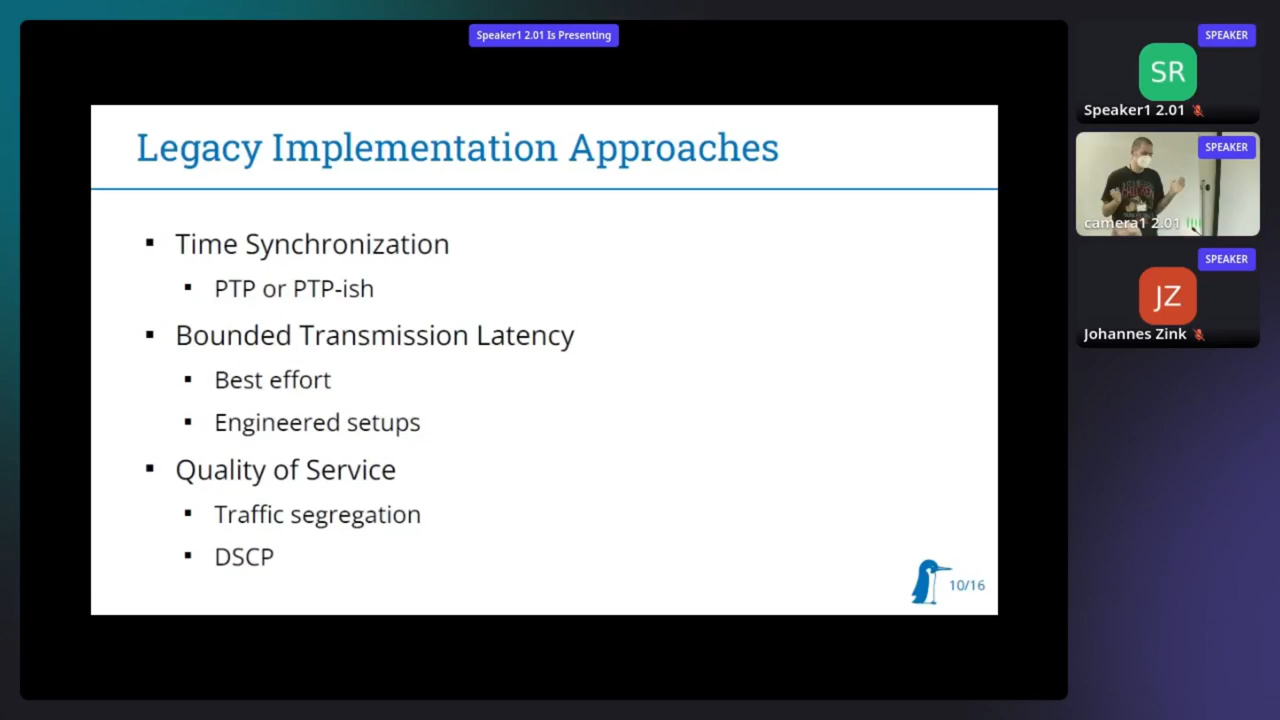 Speaker1 2.01 Is Presenting
Legacy Implementation Approaches
Time Synchronization
PTP or PTP-ish
Bounded Transmission Latency
Best effort
Engineered setups
Quality of Service
Traffic segregation
DSCP
10/16
SPEAKER
SR
Speaker1 2.01
SPEAKER
camera1 2.01
SPEAKER
JZ
Johannes Zink